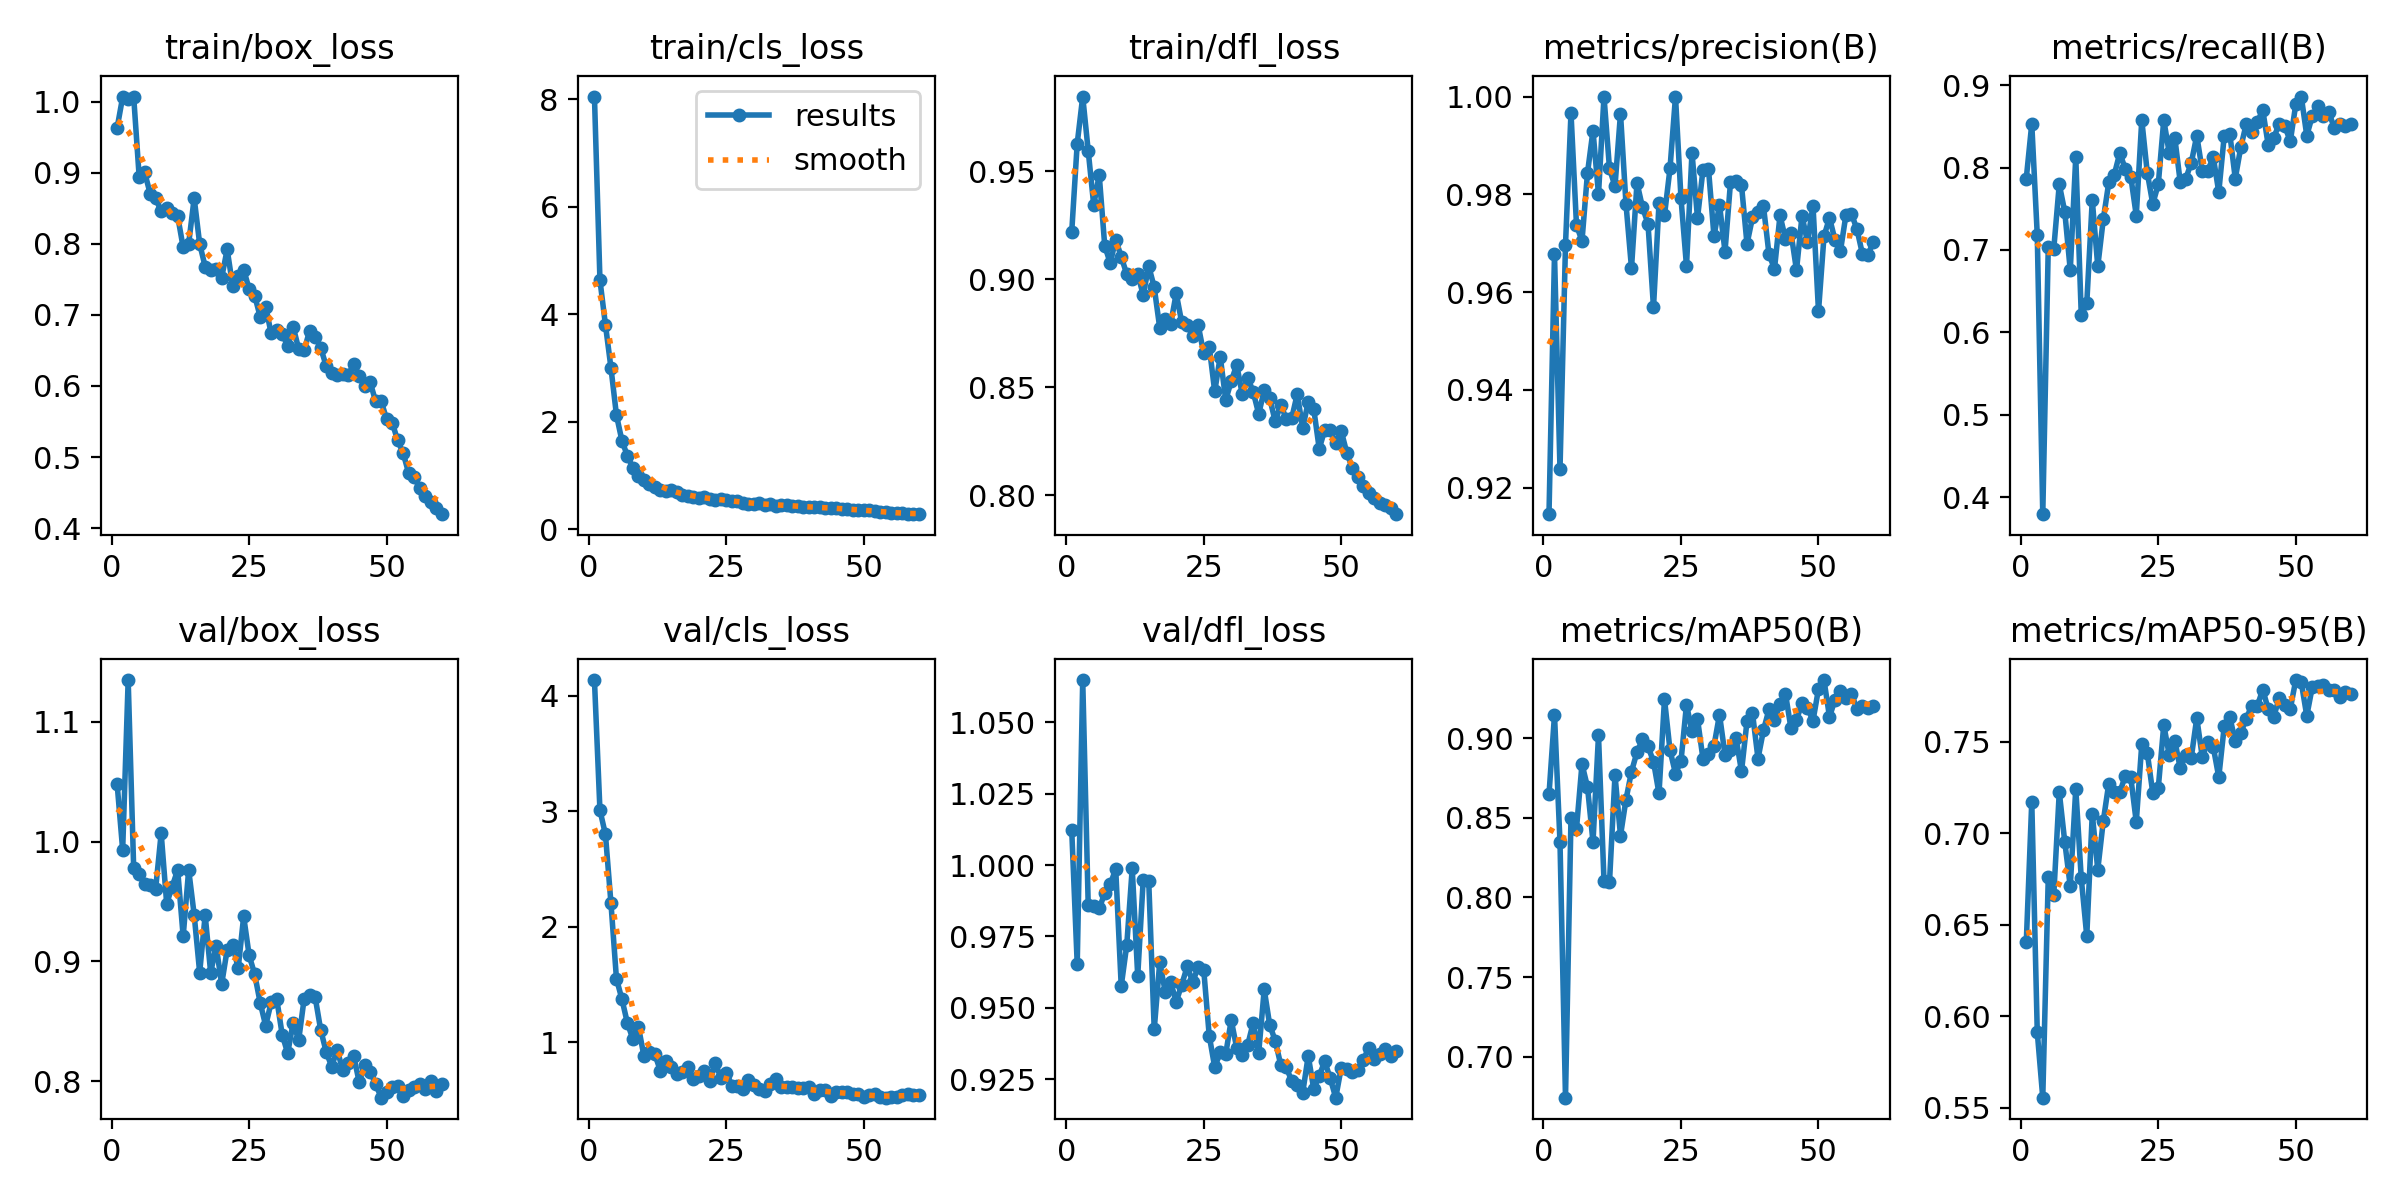 train/box_loss
1.0
0.9
0.8
0.7
0.6
0.5
0.4
0 25 50
train/cls_loss
results
smooth
8
6
4
2
0
0 25 50
train/dfl_loss
0.95
0.90
0.85
0.80
0 25 50
metrics/precision(B)
1.00
0.98
0.96
0.94
0.92
0 25 50
metrics/recall(B)
0.9
0.8
0.7
0.6
0.5
0.4
0 25 50
val/box_loss
1.1
1.0
0.9
0.8
0 25 50
val/cls_loss
4
3
2
1
0 25 50
val/dfl_loss
1.050
1.025
1.000
0.975
0.950
0.925
0 25 50
metrics/mAP50(B)
0.90
0.85
0.80
0.75
0.70
0 25 50
metrics/mAP50-95(B)
0.75
0.70
0.65
0.60
0.55
0 25 50